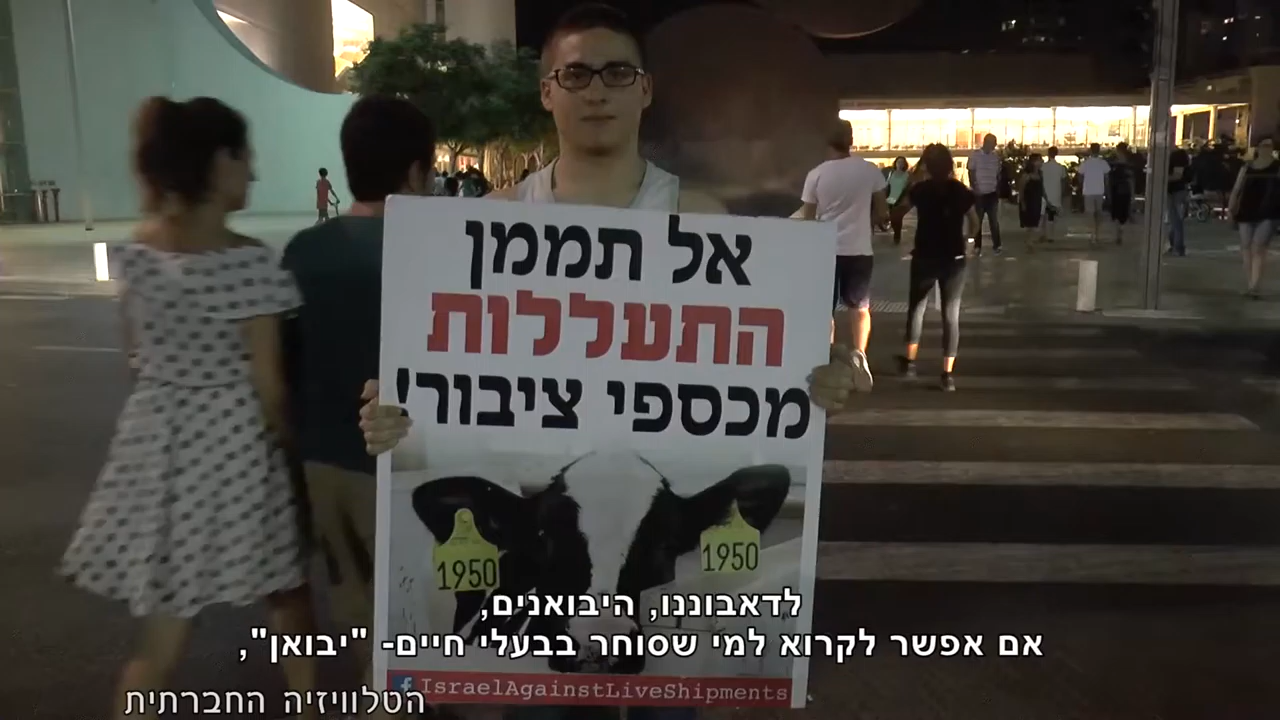 אל תממן
התעללות
מכספי ציבור!
1950
1950
לדאבוננו, היבואנים,
אם אפשר לקרוא למי שסוחר בבעלי חיים- "יבואן",
IsraelAgainstLiveShipments
הטלוויזיה החברתית